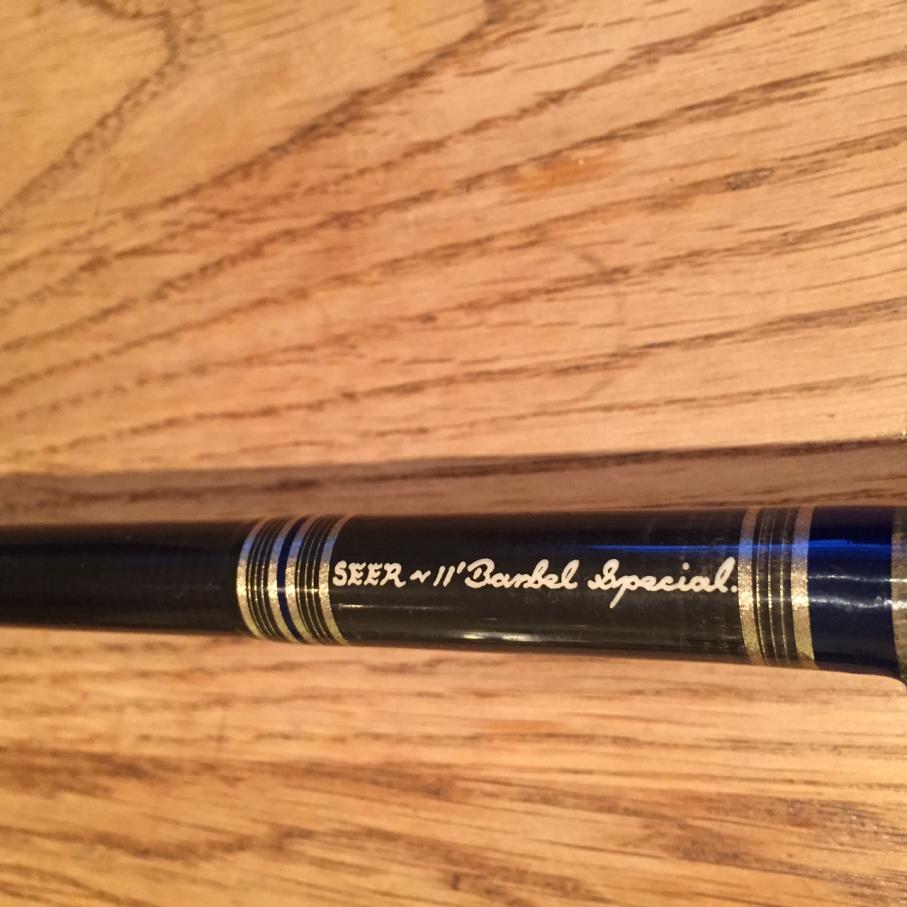 SEER ~ 11' Barbel Special.